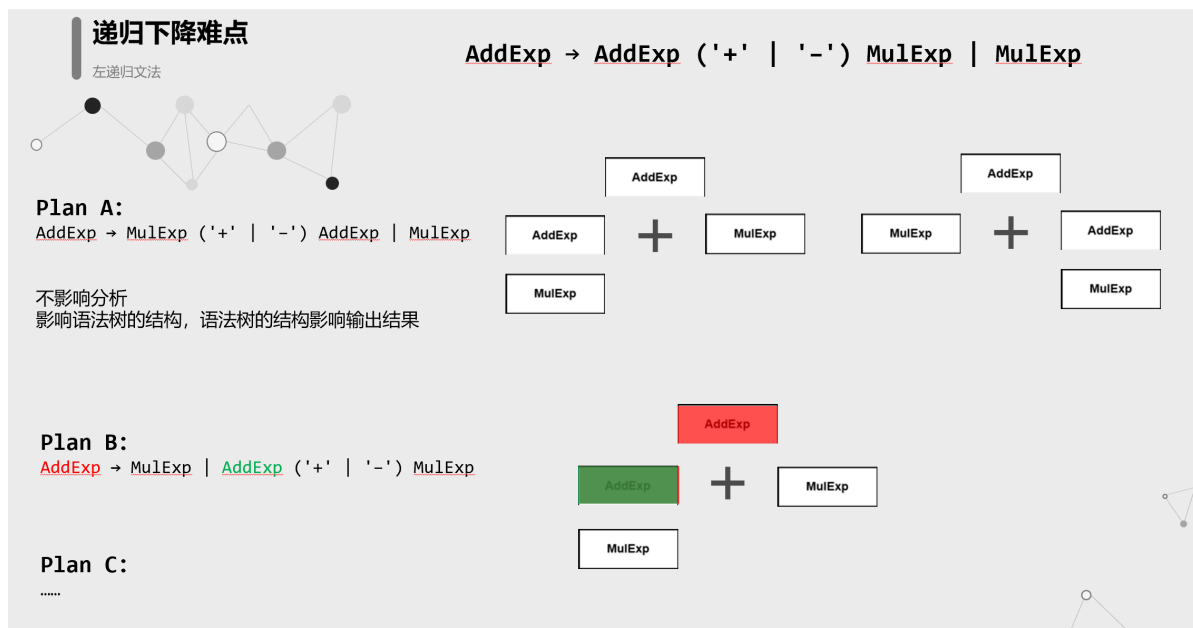 递归下降难点
左递归文法
AddExp → AddExp ('+' | '−') MulExp | MulExp
Plan A:
AddExp → MulExp ('+' | '−') AddExp | MulExp
不影响分析
影响语法树的结构，语法树的结构影响输出结果
AddExp
AddExp + MulExp
MulExp
AddExp
MulExp + AddExp
MulExp
Plan B:
AddExp → MulExp | AddExp ('+' | '−') MulExp
AddExp
AddExp + MulExp
MulExp
Plan C:
……